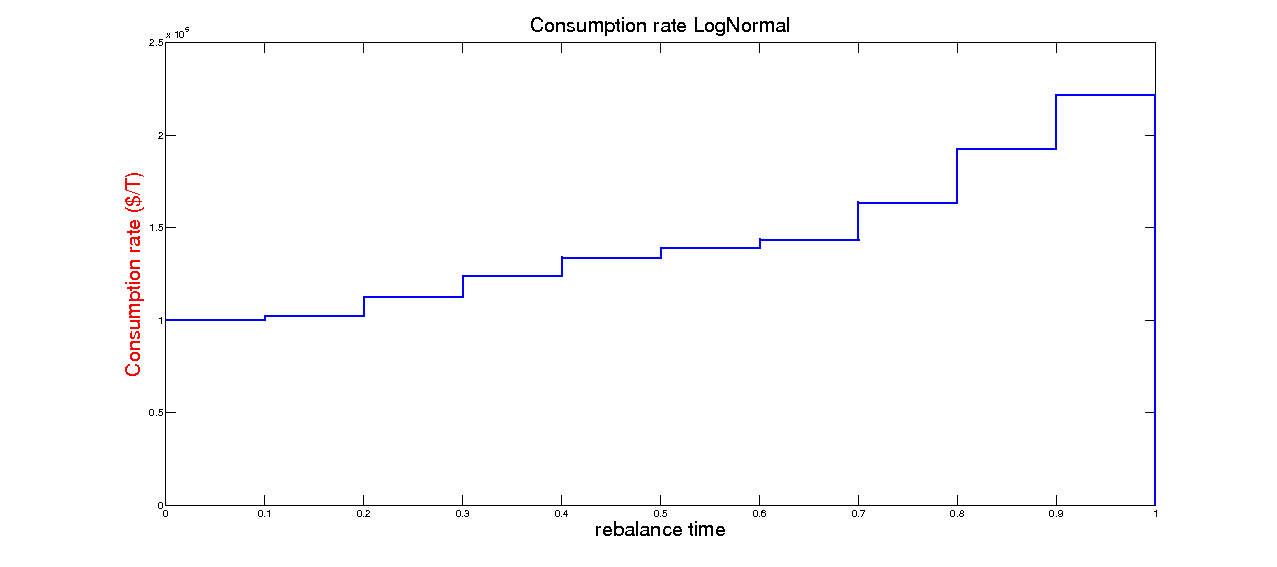 Consumption rate LogNormal
x 10^5
2.5
2
1.5
1
0.5
0
Consumption rate ($/T)
0 0.1 0.2 0.3 0.4 0.5 0.6 0.7 0.8 0.9 1
rebalance time